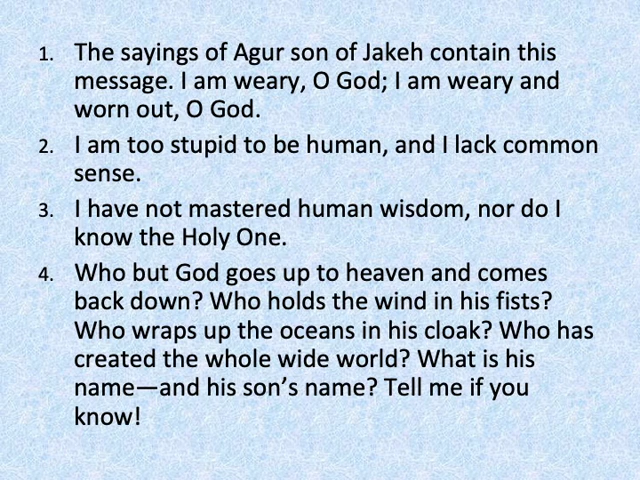 1. The sayings of Agur son of Jakeh contain this
message. I am weary, O God; I am weary and
worn out, O God.
2. I am too stupid to be human, and I lack common
sense.
3. I have not mastered human wisdom, nor do I
know the Holy One.
4. Who but God goes up to heaven and comes
back down? Who holds the wind in his fists?
Who wraps up the oceans in his cloak? Who has
created the whole wide world? What is his
name—and his son’s name? Tell me if you
know!